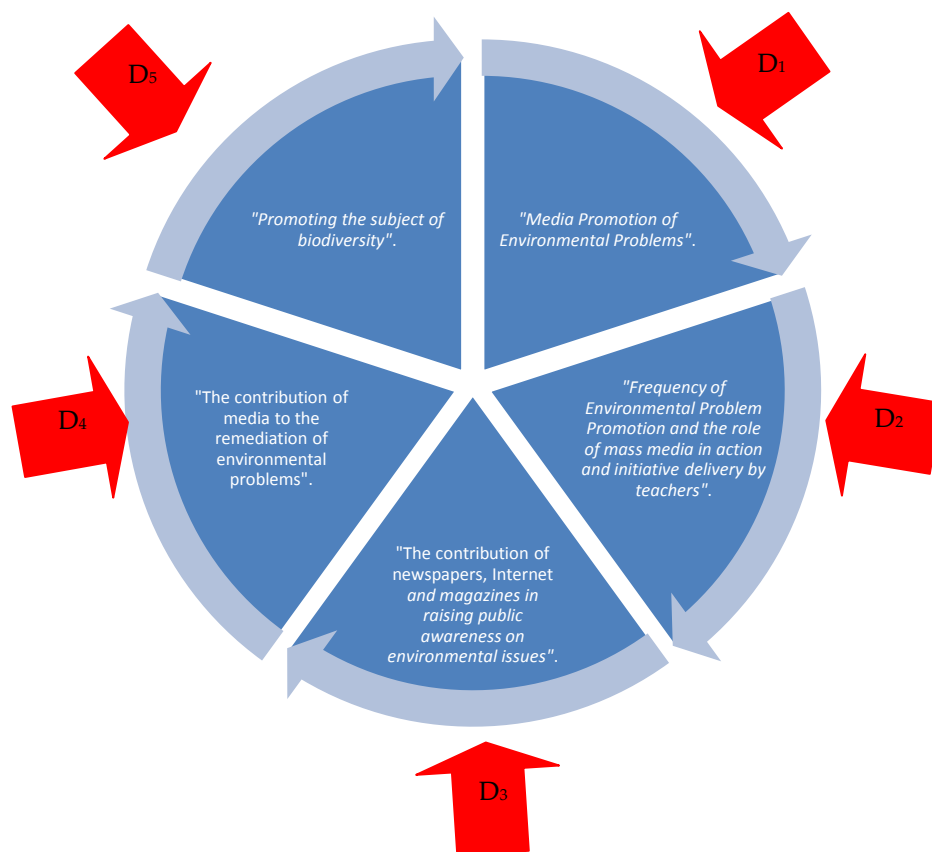 D5
D1
"Promoting the subject of
biodiversity".
"Media Promotion of
Environmental Problems".
D4
"The contribution of
media to the
remediation of
environmental
problems".
"Frequency of
Environmental Problem
Promotion and the role
of mass media in action
and initiative delivery by
teachers".
D2
"The contribution of
newspapers, Internet
and magazines in
raising public
awareness on
environmental issues".
D3